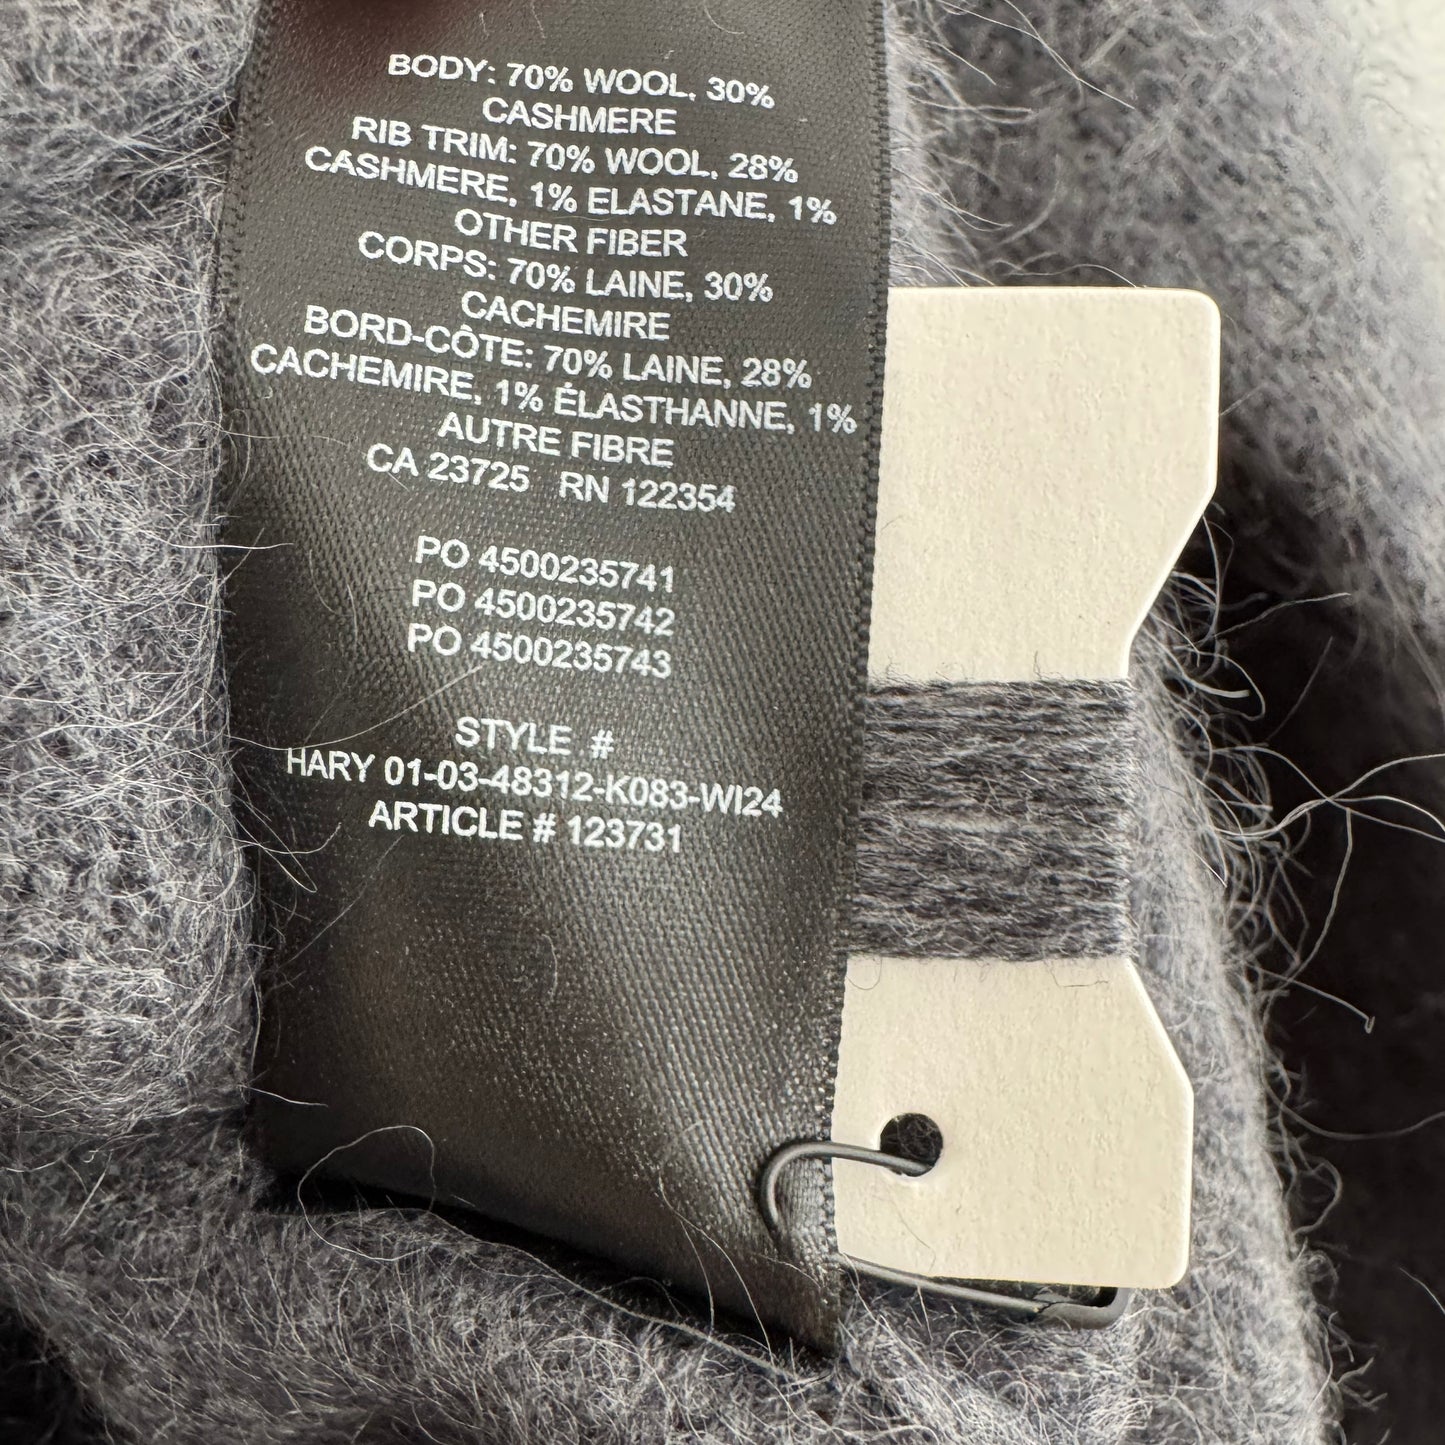 BODY: 70% WOOL, 30%
CASHMERE
RIB TRIM: 70% WOOL, 28%
CASHMERE, 1% ELASTANE, 1%
OTHER FIBER
CORPS: 70% LAINE, 30%
CACHEMIRE
BORD-CÔTE: 70% LAINE, 28%
CACHEMIRE, 1% ÉLASTHANNE, 1%
AUTRE FIBRE
CA 23725 RN 122354
PO 4500235741
PO 4500235742
PO 4500235743
STYLE #
HARY 01-03-48312-K083-WI24
ARTICLE # 123731